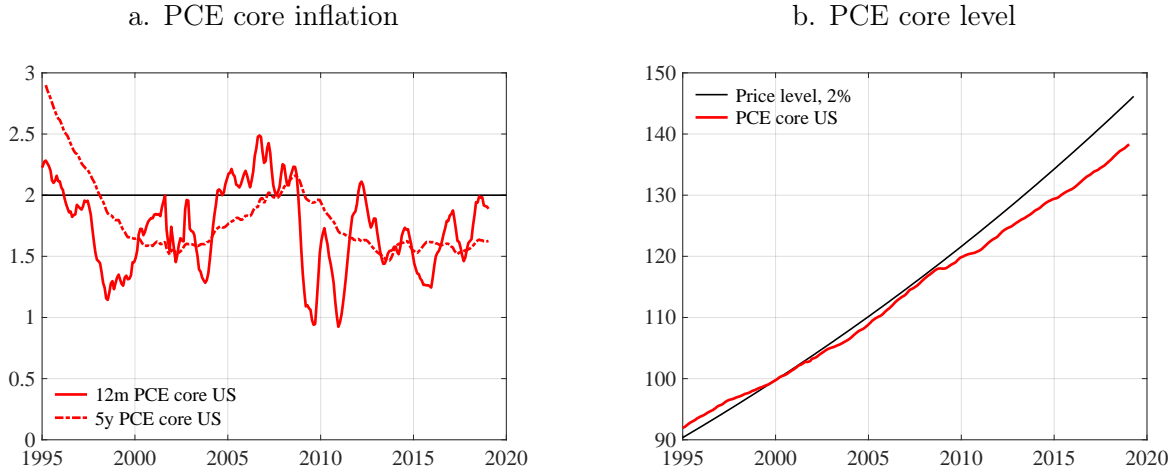 a. PCE core inflation
3
2.5
2
1.5
1
0.5
0
1995 2000 2005 2010 2015 2020
12m PCE core US
5y PCE core US
b. PCE core level
150
140
130
120
110
100
90
1995 2000 2005 2010 2015 2020
Price level, 2%
PCE core US